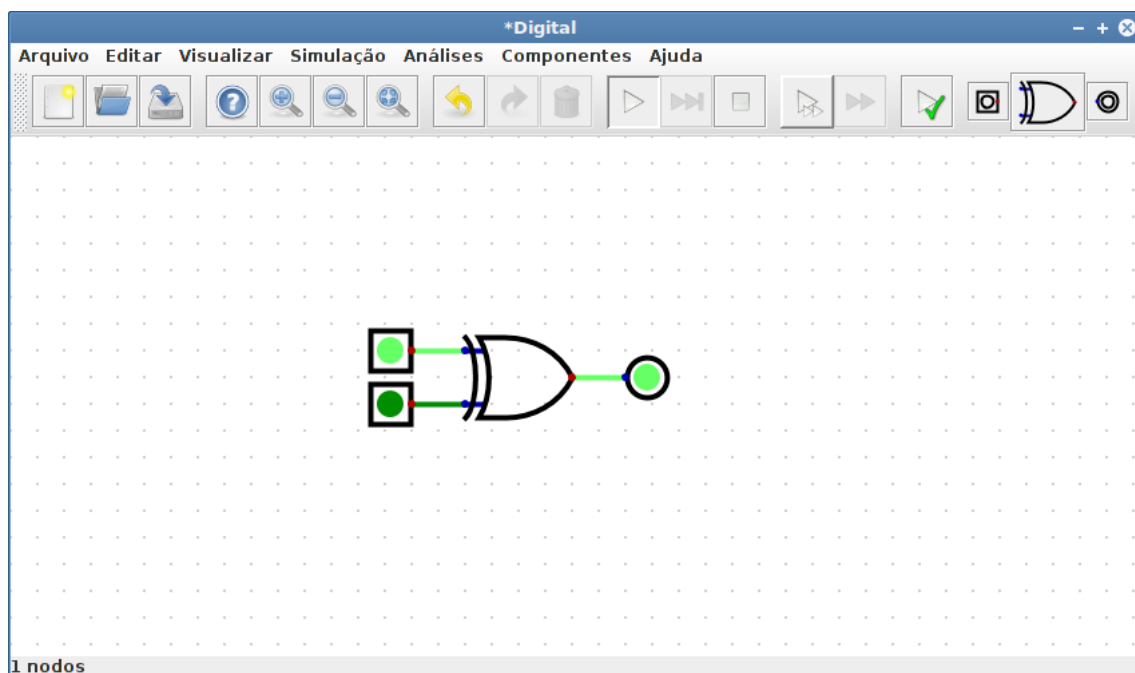 *Digital
Arquivo Editar Visualizar Simulação Análises Componentes Ajuda
1 nodos